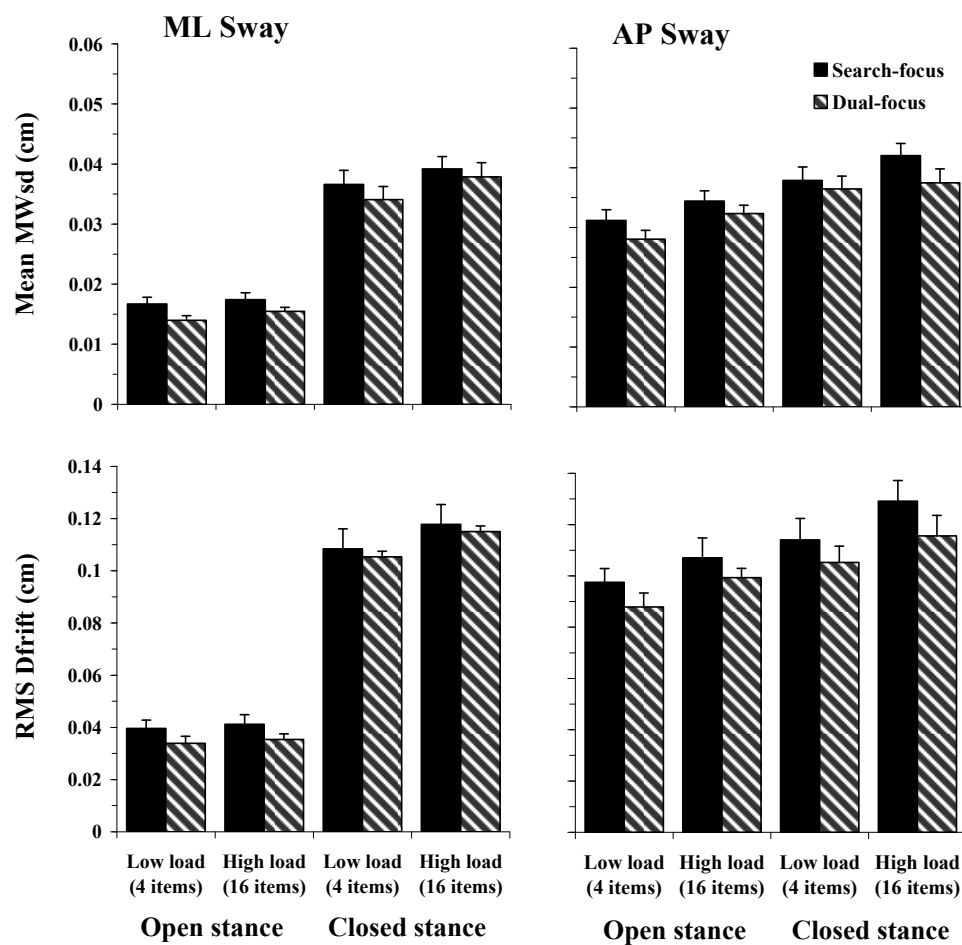 ML Sway
AP Sway
Search-focus
Dual-focus
Mean MWsd (cm)
0.06
0.05
0.04
0.03
0.02
0.01
0
RMS Dfrift (cm)
0.14
0.12
0.1
0.08
0.06
0.04
0.02
0
Low load High load Low load High load
(4 items) (16 items) (4 items) (16 items)
Open stance Closed stance
Low load High load Low load High load
(4 items) (16 items) (4 items) (16 items)
Open stance Closed stance